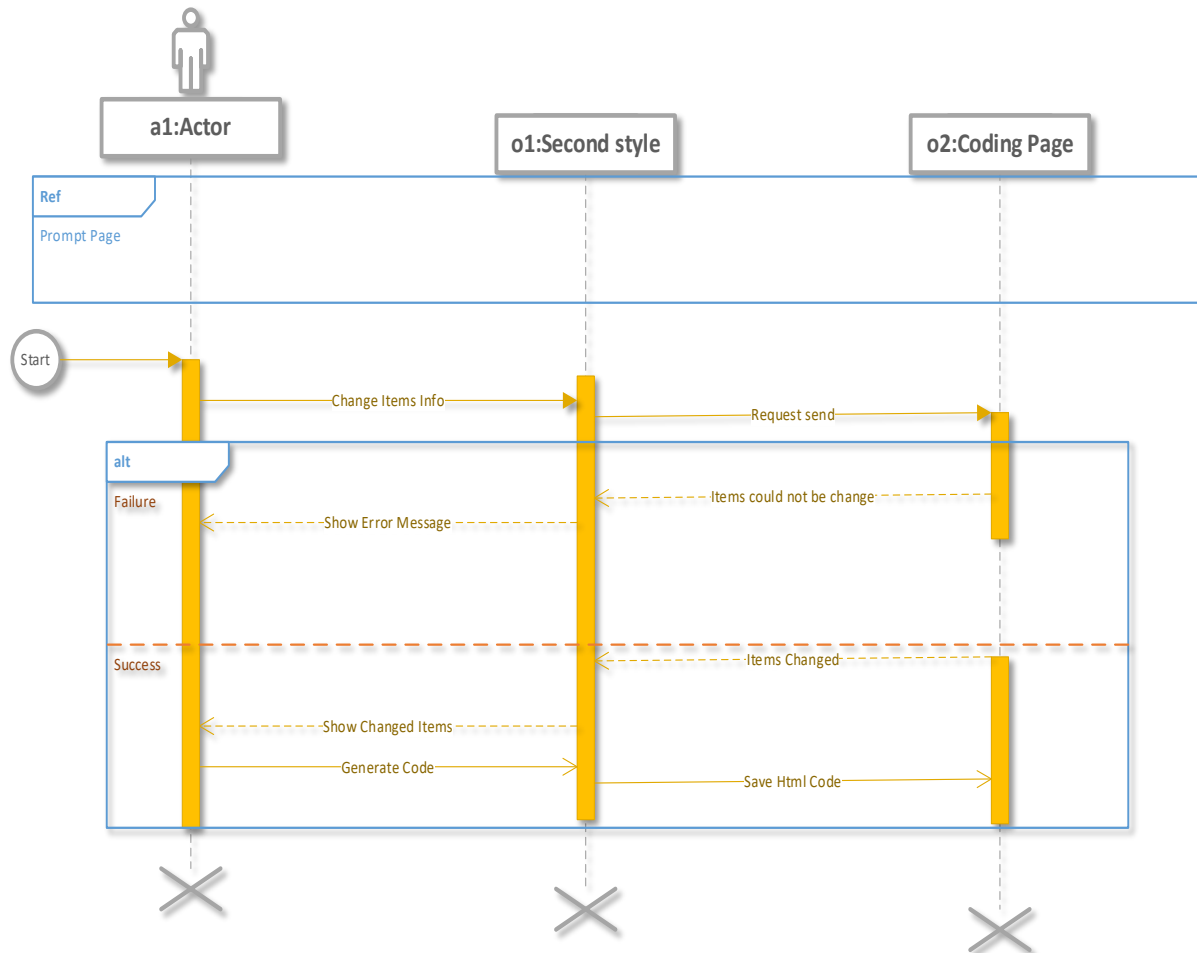 a1:Actor
o1:Second style
o2:Coding Page
Ref
Prompt Page
Start
Change Items Info
Request send
alt
Failure
Items could not be change
Show Error Message
Success
Items Changed
Show Changed Items
Generate Code
Save Html Code